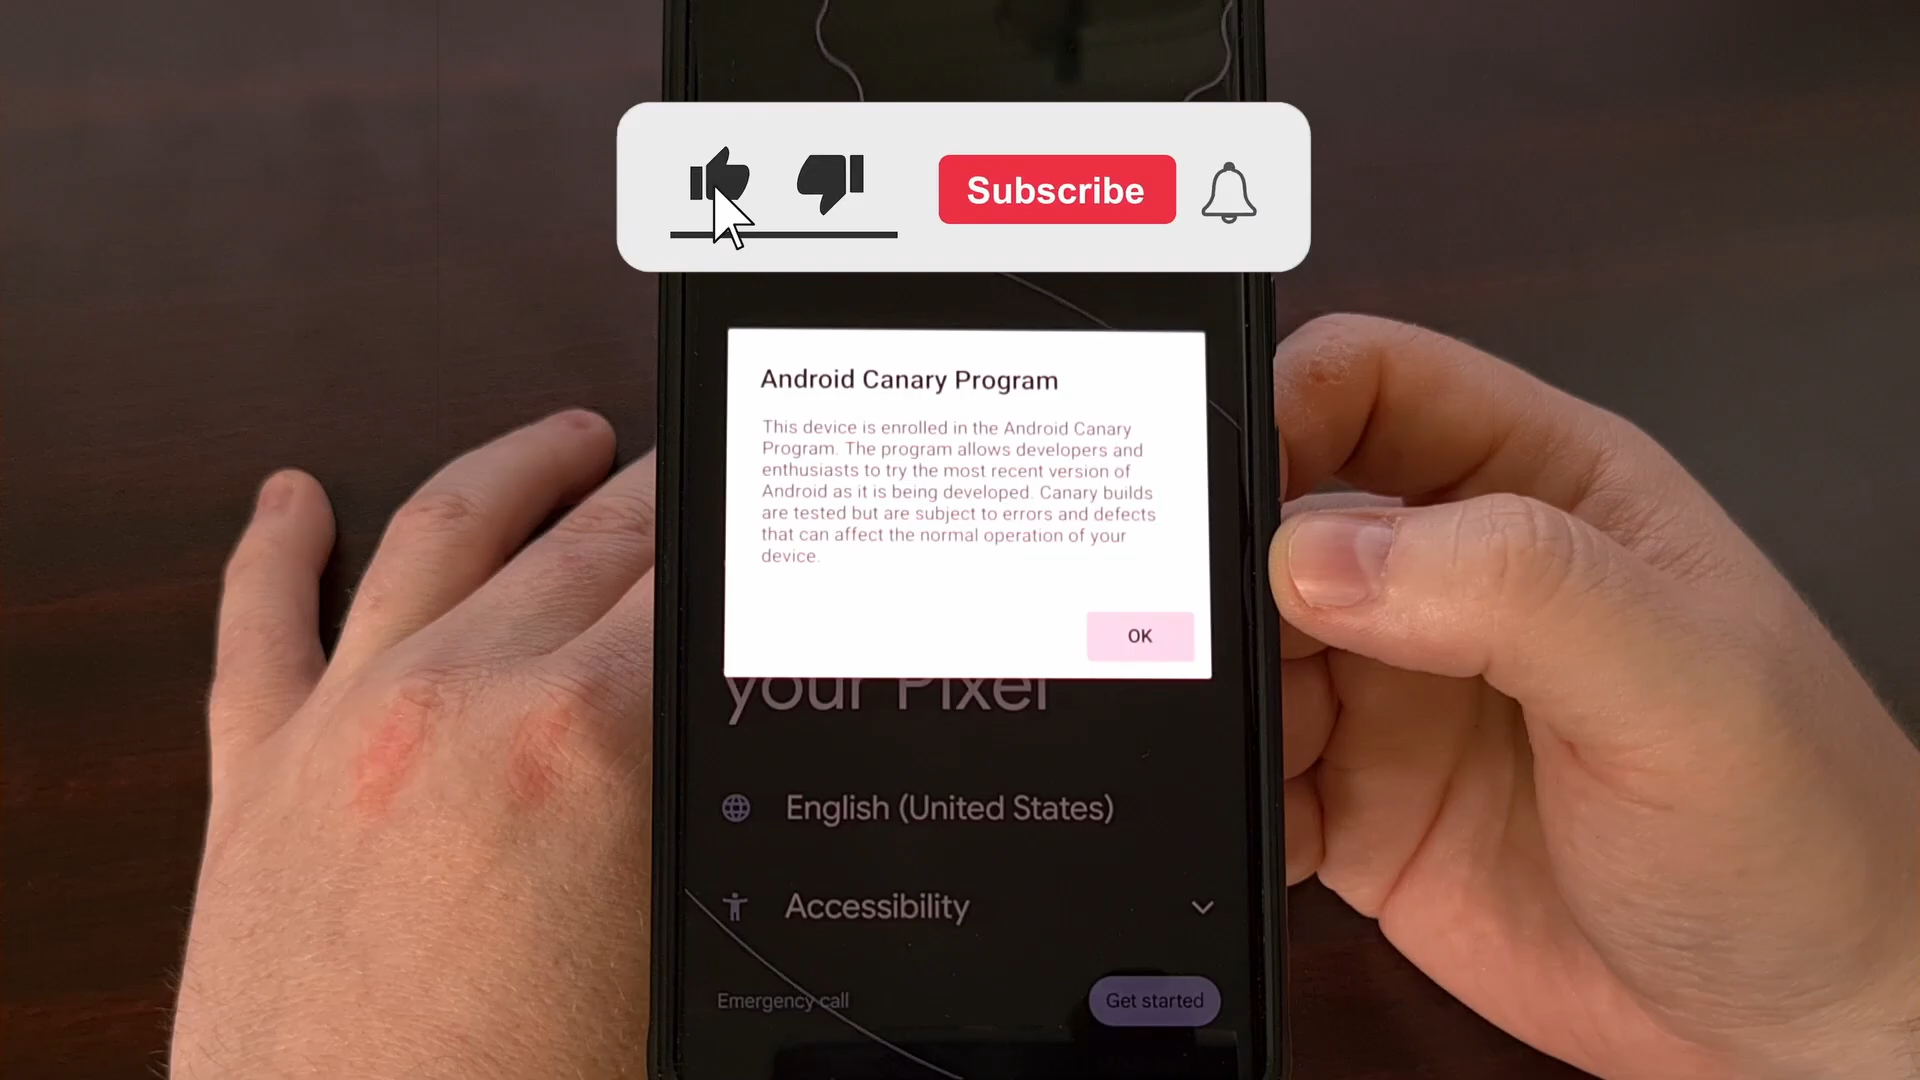 Subscribe
Android Canary Program
This device is enrolled in the Android Canary
Program. The program allows developers and
enthusiasts to try the most recent version of
Android as it is being developed. Canary builds
are tested but are subject to errors and defects
that can affect the normal operation of your
device.
OK
your Pixel
English (United States)
Accessibility
Emergency call
Get started